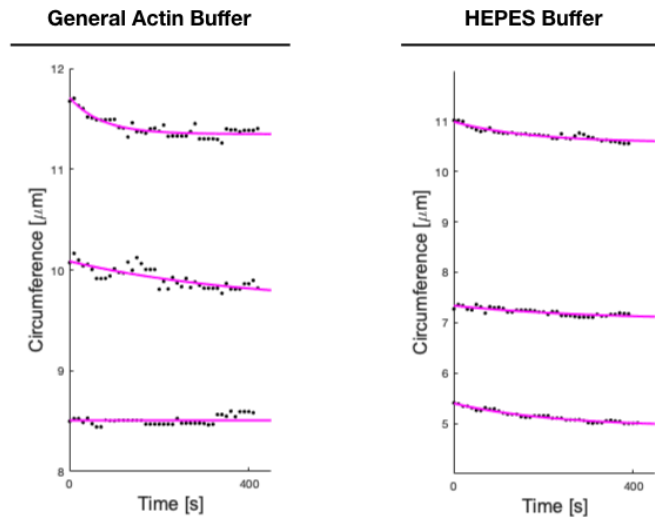 General Actin Buffer
HEPES Buffer
12
11
10
9
8
0
400
Circumference [μm]
Time [s]
11
10
9
8
7
6
5
0
400
Circumference [μm]
Time [s]